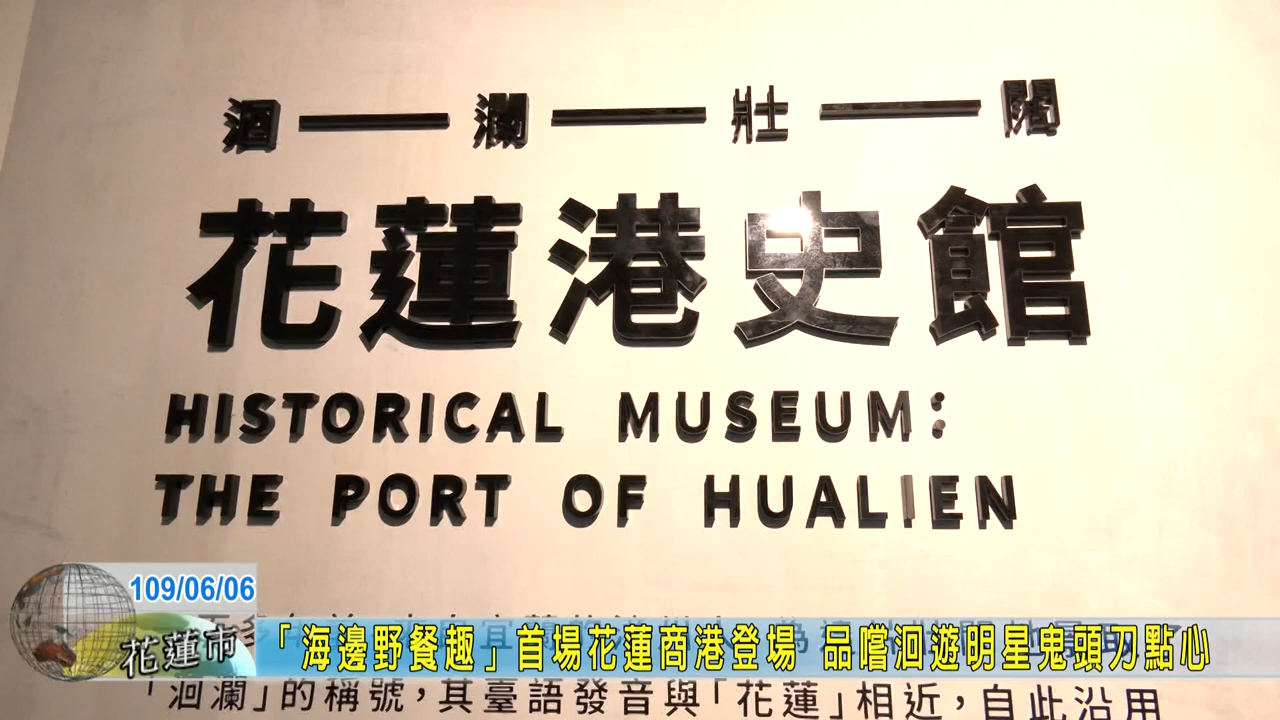 洄 瀾 壯 闊
花蓮港史館
HISTORICAL MUSEUM:
THE PORT OF HUALIEN
109/06/06
花蓮市
「海邊野餐趣」首場花蓮商港登場 品嚐洄遊明星鬼頭刀點心
「洄瀾」的稱號，其臺語發音與「花蓮」相近，自此沿用